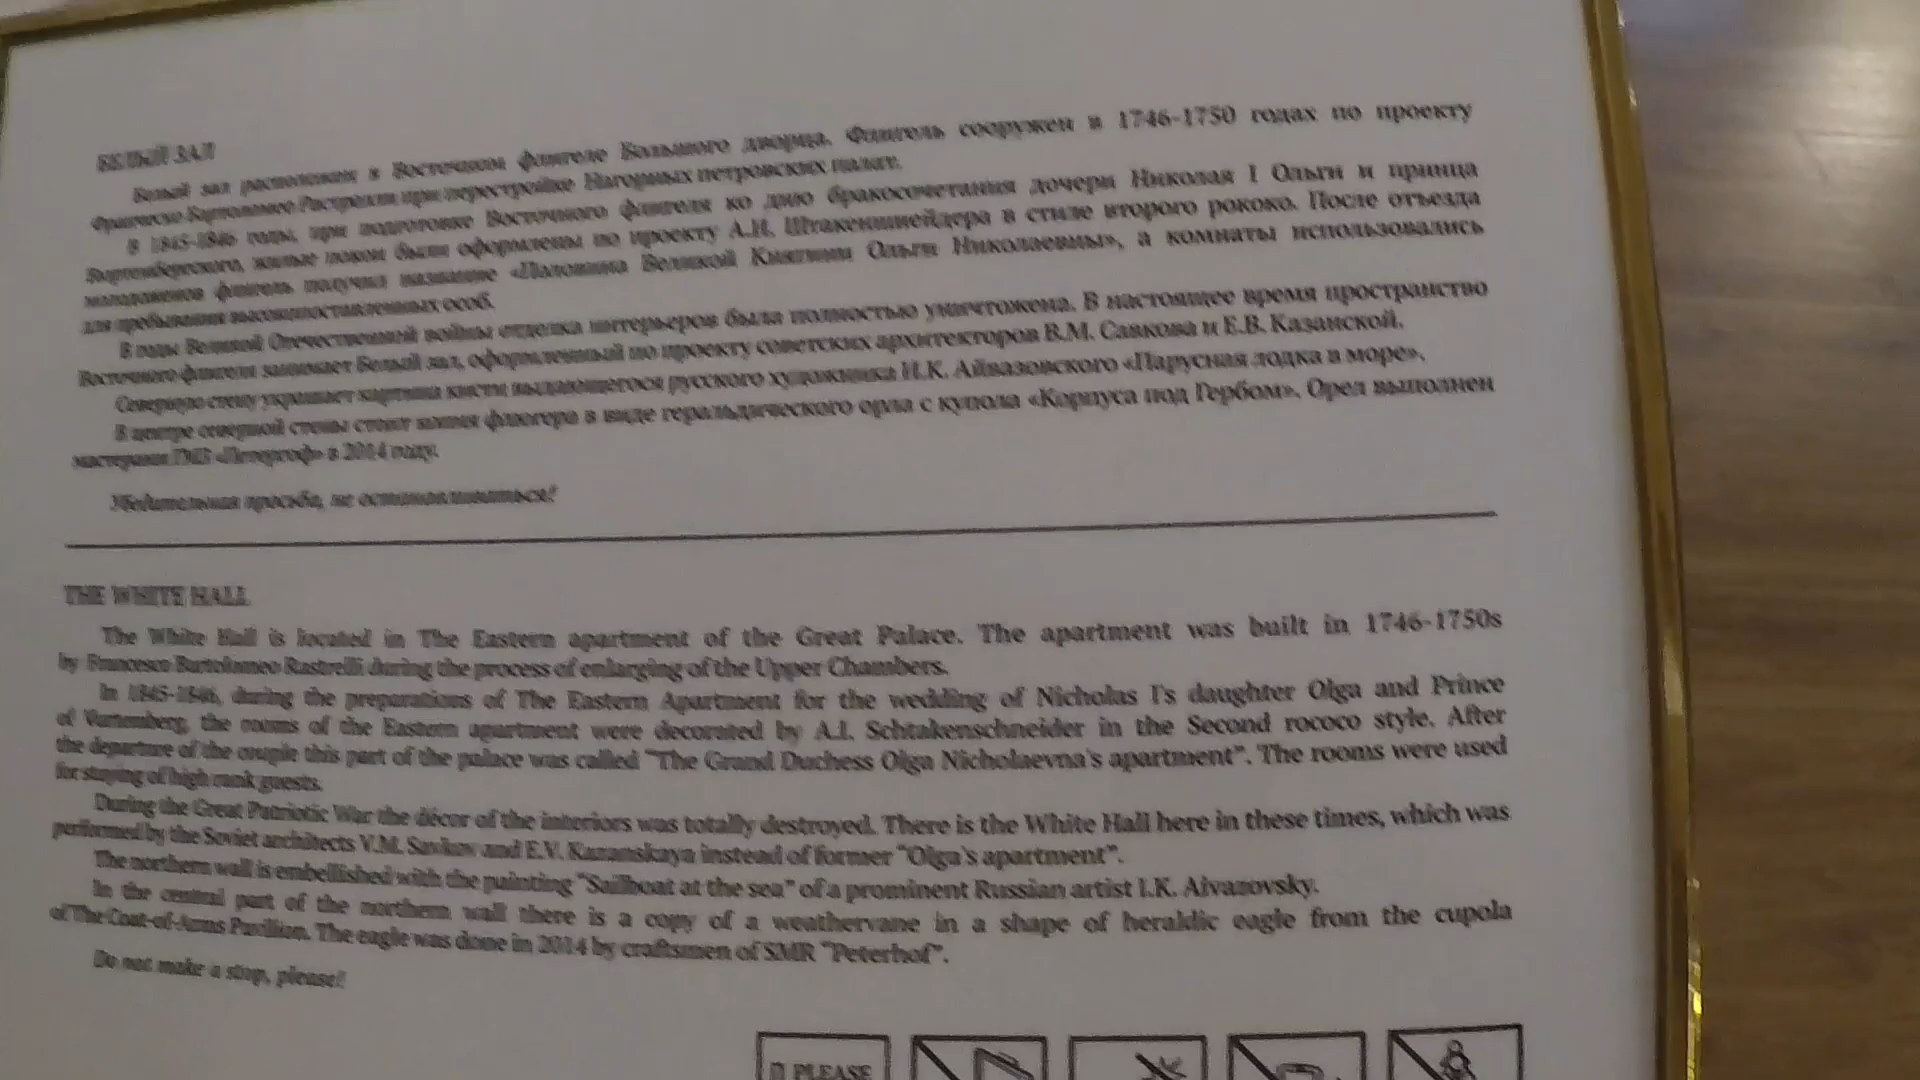 БЕЛЫЙ ЗАЛ
Белый зал расположен в Восточном флигеле Большого дворца. Флигель сооружен в 1746-1750 годах по проекту
Франческо Бартоломео Растрелли при перестройке Нагорных петровских палат.
В 1845-1846 годы, при подготовке Восточного флигеля ко дню бракосочетания дочери Николая I Ольги и принца
Вюртембергского, жилые покои были оформлены по проекту А.И. Штакеншнейдера в стиле второго рококо. После отъезда
молодоженов флигель получил название «Половина Великой Княгини Ольги Николаевны», а комнаты использовались
для пребывания высокопоставленных особ.
В годы Великой Отечественной войны отделка интерьеров была полностью уничтожена. В настоящее время пространство
Восточного флигеля занимает Белый зал, оформленный по проекту советских архитекторов В.М. Савкова и Е.В. Казанской.
Северную стену украшает картина кисти выдающегося русского художника И.К. Айвазовского «Парусная лодка в море».
В центре северной стены стоит копия флюгера в виде геральдического орла с купола «Корпуса под Гербом». Орел выполнен
мастерами ГМЗ «Петергоф» в 2014 году.
Убедительная просьба, не останавливаться!
THE WHITE HALL
The White Hall is located in The Eastern apartment of the Great Palace. The apartment was built in 1746-1750s
by Francesco Bartolomeo Rastrelli during the process of enlarging of the Upper Chambers.
In 1845-1846, during the preparations of The Eastern Apartment for the wedding of Nicholas I's daughter Olga and Prince
of Vurtemberg, the rooms of the Eastern apartment were decorated by A.I. Schtakenschneider in the Second rococo style. After
the departure of the couple this part of the palace was called "The Grand Duchess Olga Nicholaevna's apartment". The rooms were used
for staying of high rank guests.
During the Great Patriotic War the décor of the interiors was totally destroyed. There is the White Hall here in these times, which was
performed by the Soviet architects V.M. Savkov and E.V. Kazanskaya instead of former "Olga's apartment".
The northern wall is embellished with the painting "Sailboat at the sea" of a prominent Russian artist I.K. Aivazovsky.
In the central part of the northern wall there is a copy of a weathervane in a shape of heraldic eagle from the cupola
of The Coat-of-Arms Pavilion. The eagle was done in 2014 by craftsmen of SMR "Peterhof".
Do not make a stop, please!
PLEASE